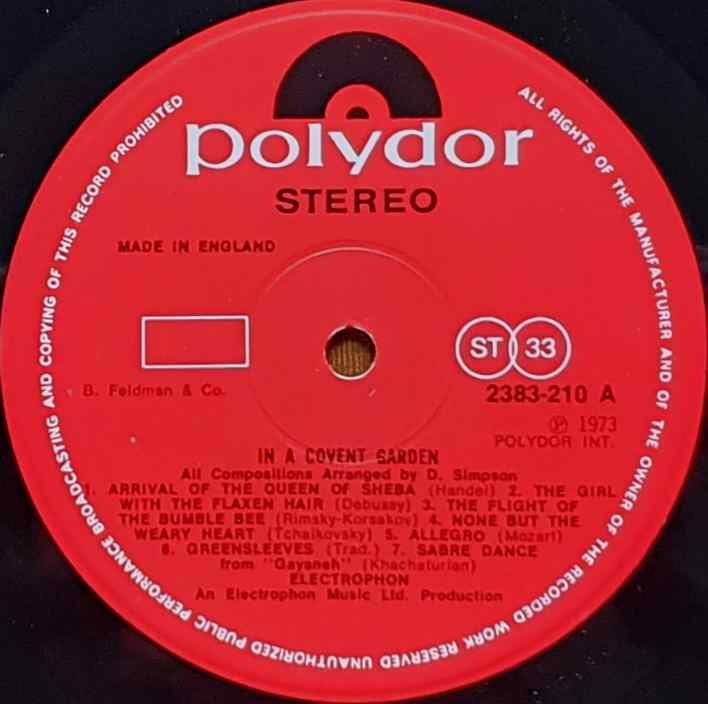 polydor
STEREO
MADE IN ENGLAND
ST 33
B. Feldman & Co.
2383-210 A
Ⓟ 1973
POLYDOR INT.
IN A COVENT GARDEN
All Compositions Arranged by D. Simpson
1. ARRIVAL OF THE QUEEN OF SHEBA (Handel) 2. THE GIRL
WITH THE FLAXEN HAIR (Debussy) 3. THE FLIGHT OF
THE BUMBLE BEE (Rimsky-Korsakov) 4. NONE BUT THE
WEARY HEART (Tchaikovsky) 5. ALLEGRO (Mozart)
6. GREENSLEEVES (Trad.) 7. SABRE DANCE
from "Gayaneh" (Khachaturian)
ELECTROPHON
An Electrophon Music Ltd. Production
ALL RIGHTS OF THE MANUFACTURER AND OF THE OWNER OF THE RECORDED WORK RESERVED UNAUTHORIZED PUBLIC PERFORMANCE BROADCASTING AND COPYING OF THIS RECORD PROHIBITED